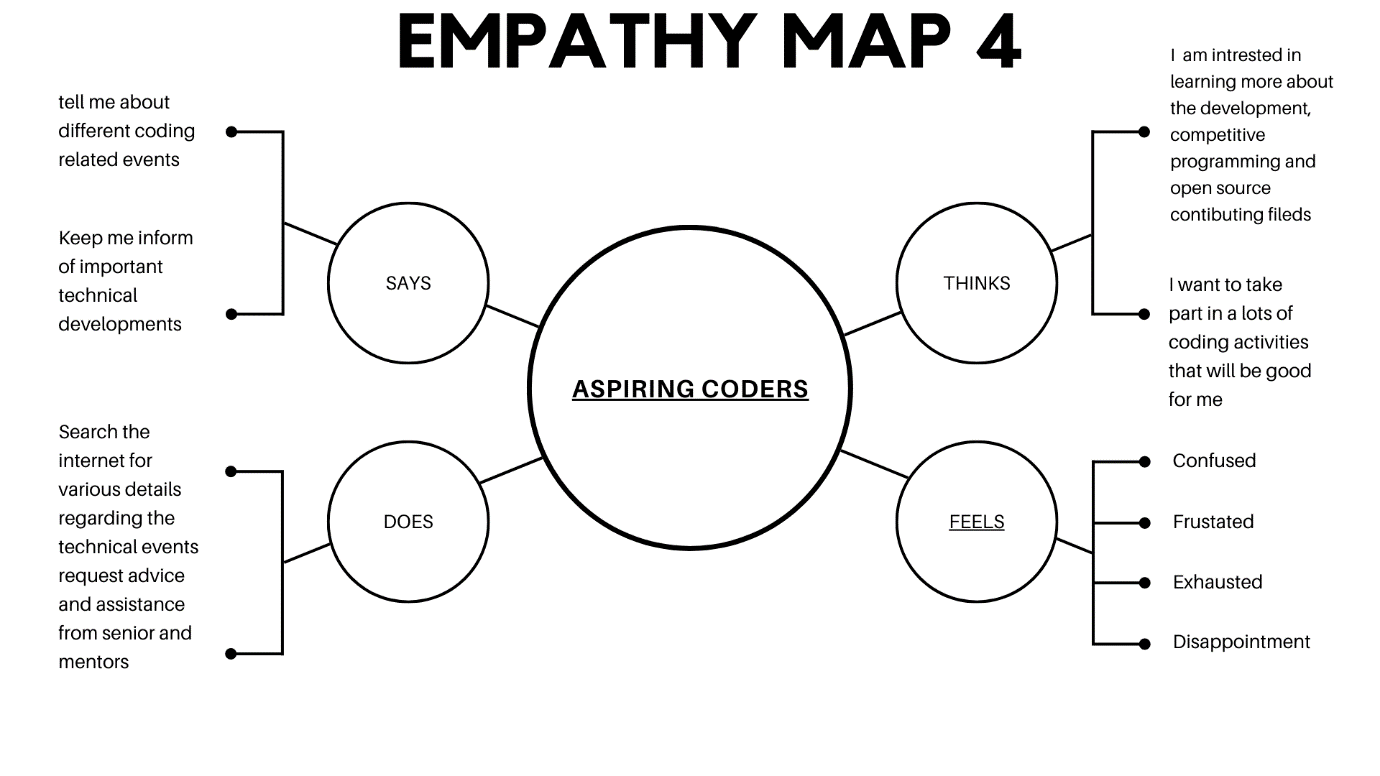 EMPATHY MAP 4
tell me about
different coding
related events
Keep me inform
of important
technical
developments
SAYS
I  am intrested in
learning more about
the development,
competitive
programming and
open source
contibuting fileds
I want to take
part in a lots of
coding activities
that will be good
for me
THINKS
ASPIRING CODERS
Search the
internet for
various details
regarding the
technical events
request advice
and assistance
from senior and
mentors
DOES
FEELS
Confused
Frustated
Exhausted
Disappointment